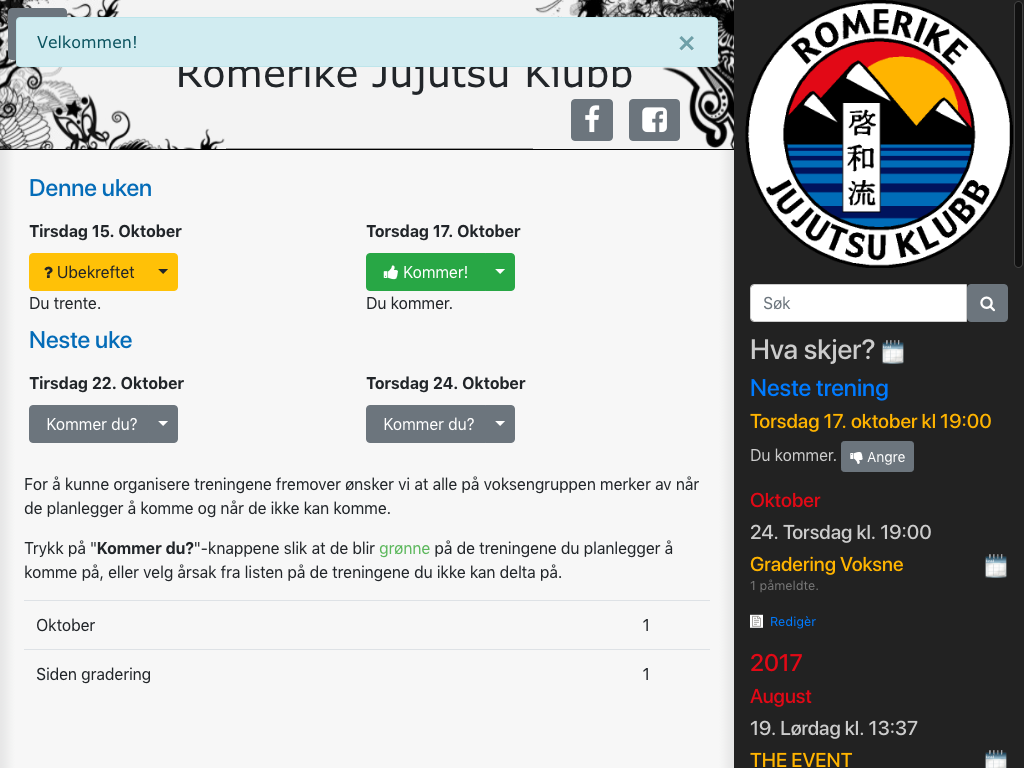 Velkommen!
×
Romerike Jujutsu Klubb
Denne uken
Tirsdag 15. Oktober
Torsdag 17. Oktober
? Ubekreftet
Kommer!
Du trente.
Du kommer.
Neste uke
Tirsdag 22. Oktober
Torsdag 24. Oktober
Kommer du?
Kommer du?
For å kunne organisere treningene fremover ønsker vi at alle på voksengruppen merker av når
de planlegger å komme og når de ikke kan komme.
Trykk på "Kommer du?"-knappene slik at de blir grønne på de treningene du planlegger å
komme på, eller velg årsak fra listen på de treningene du ikke kan delta på.
Oktober 1
Siden gradering 1
ROMERIKE
啓和流
JUJUTSU KLUBB
Søk
Hva skjer?
Neste trening
Torsdag 17. oktober kl 19:00
Du kommer. Angre
Oktober
24. Torsdag kl. 19:00
Gradering Voksne
1 påmeldte.
Redigèr
2017
August
19. Lørdag kl. 13:37
THE EVENT